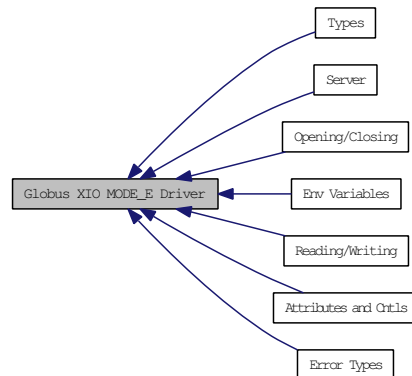 Types
Server
Opening/Closing
Globus XIO MODE_E Driver
Env Variables
Reading/Writing
Attributes and Cntls
Error Types